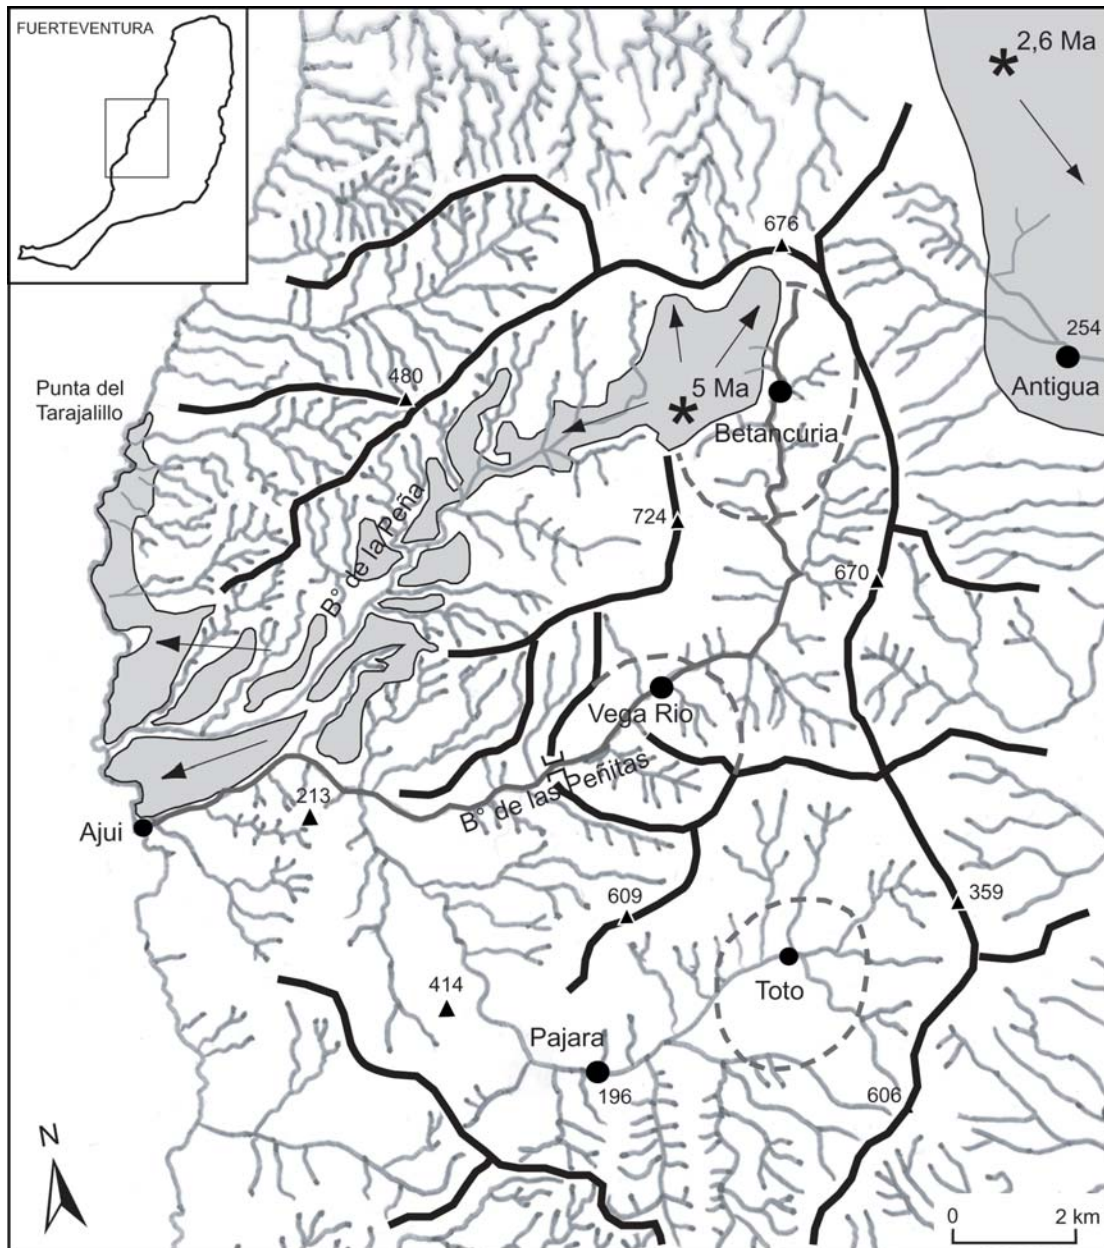 FUERTEVENTURA
2,6 Ma
676
254
Antigua
480
Punta del
Tarajalillo
5 Ma
Betancuria
B° de la Peña
724
670
Vega Rio
B° de las Peñitas
213
Ajui
609
359
Toto
414
Pajara
196
606
N
0 2 km